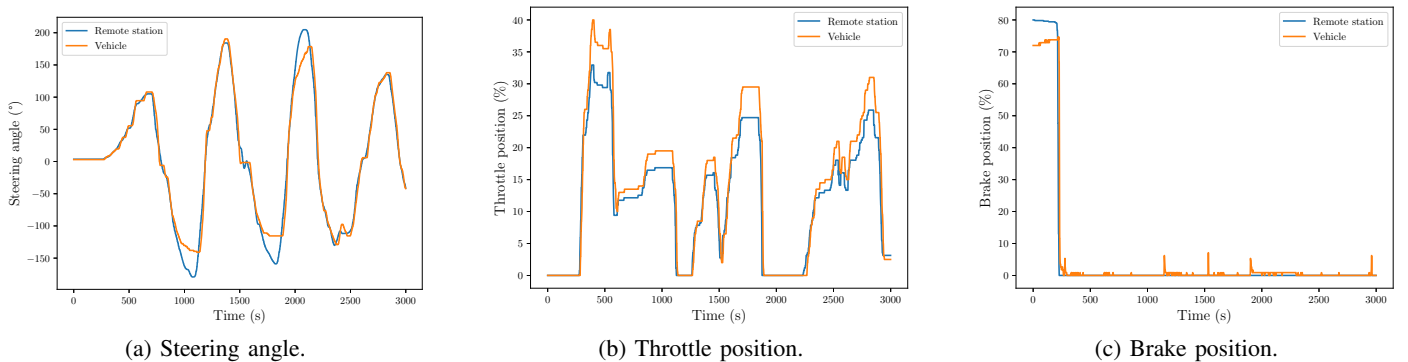 Steering angle (°)
200
150
100
50
0
−50
−100
−150
Remote station
Vehicle
0 500 1000 1500 2000 2500 3000
Time (s)
(a) Steering angle.
Throttle position (%)
40
35
30
25
20
15
10
5
0
Remote station
Vehicle
0 500 1000 1500 2000 2500 3000
Time (s)
(b) Throttle position.
Brake position (%)
80
70
60
50
40
30
20
10
0
Remote station
Vehicle
0 500 1000 1500 2000 2500 3000
Time (s)
(c) Brake position.